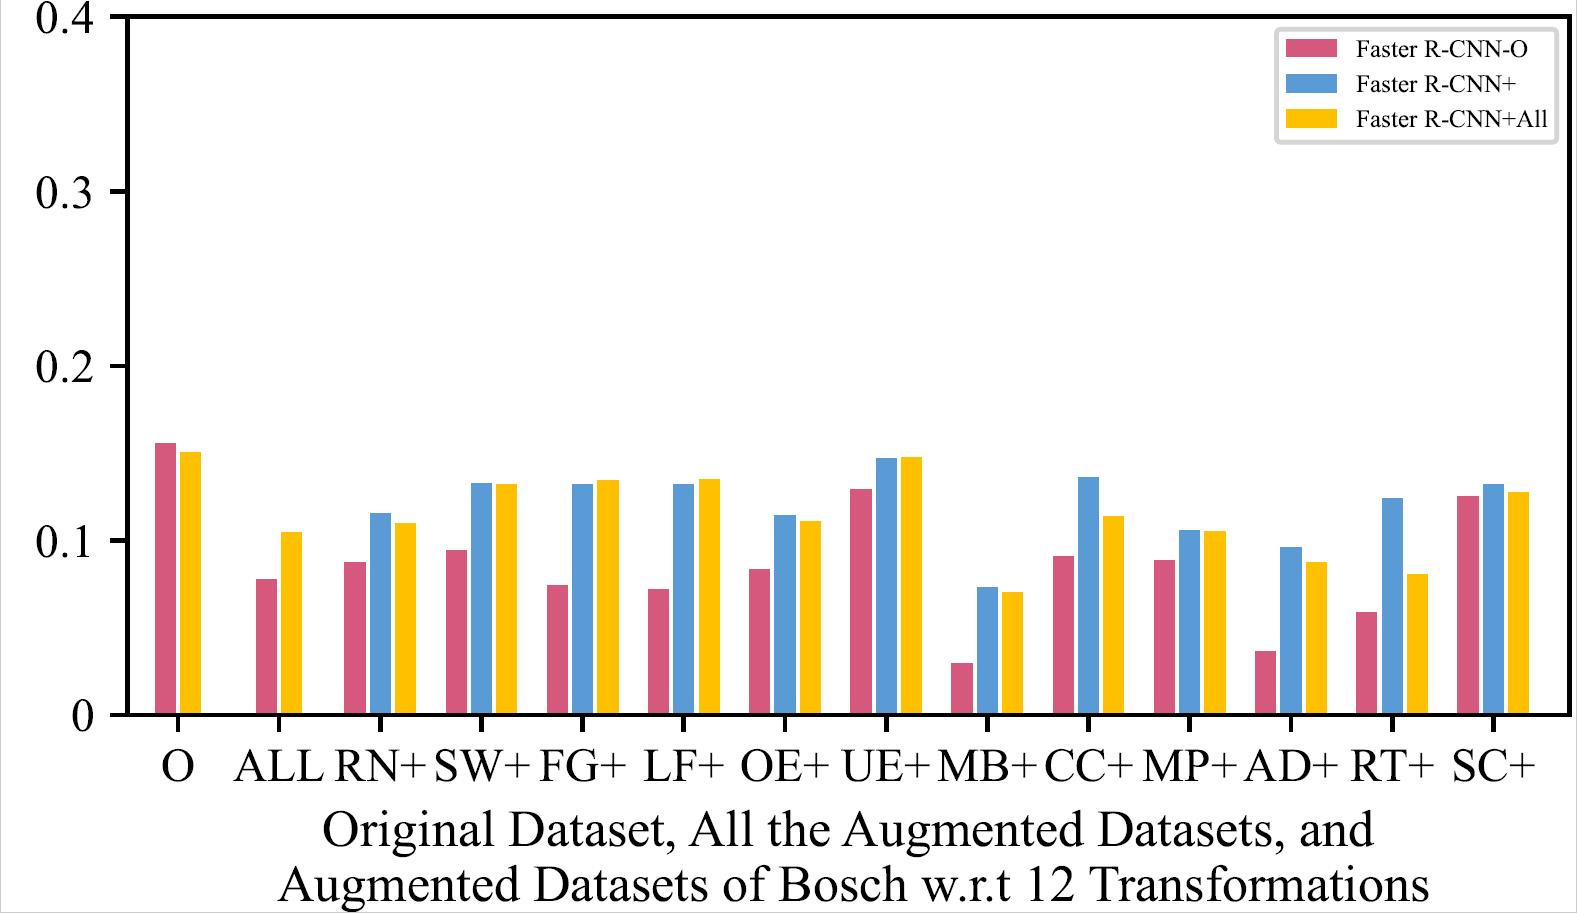 0.4
0.3
0.2
0.1
0
Faster R-CNN-O
Faster R-CNN+
Faster R-CNN+All
O ALL RN+ SW+ FG+ LF+ OE+ UE+ MB+ CC+ MP+ AD+ RT+ SC+
Original Dataset, All the Augmented Datasets, and
Augmented Datasets of Bosch w.r.t 12 Transformations